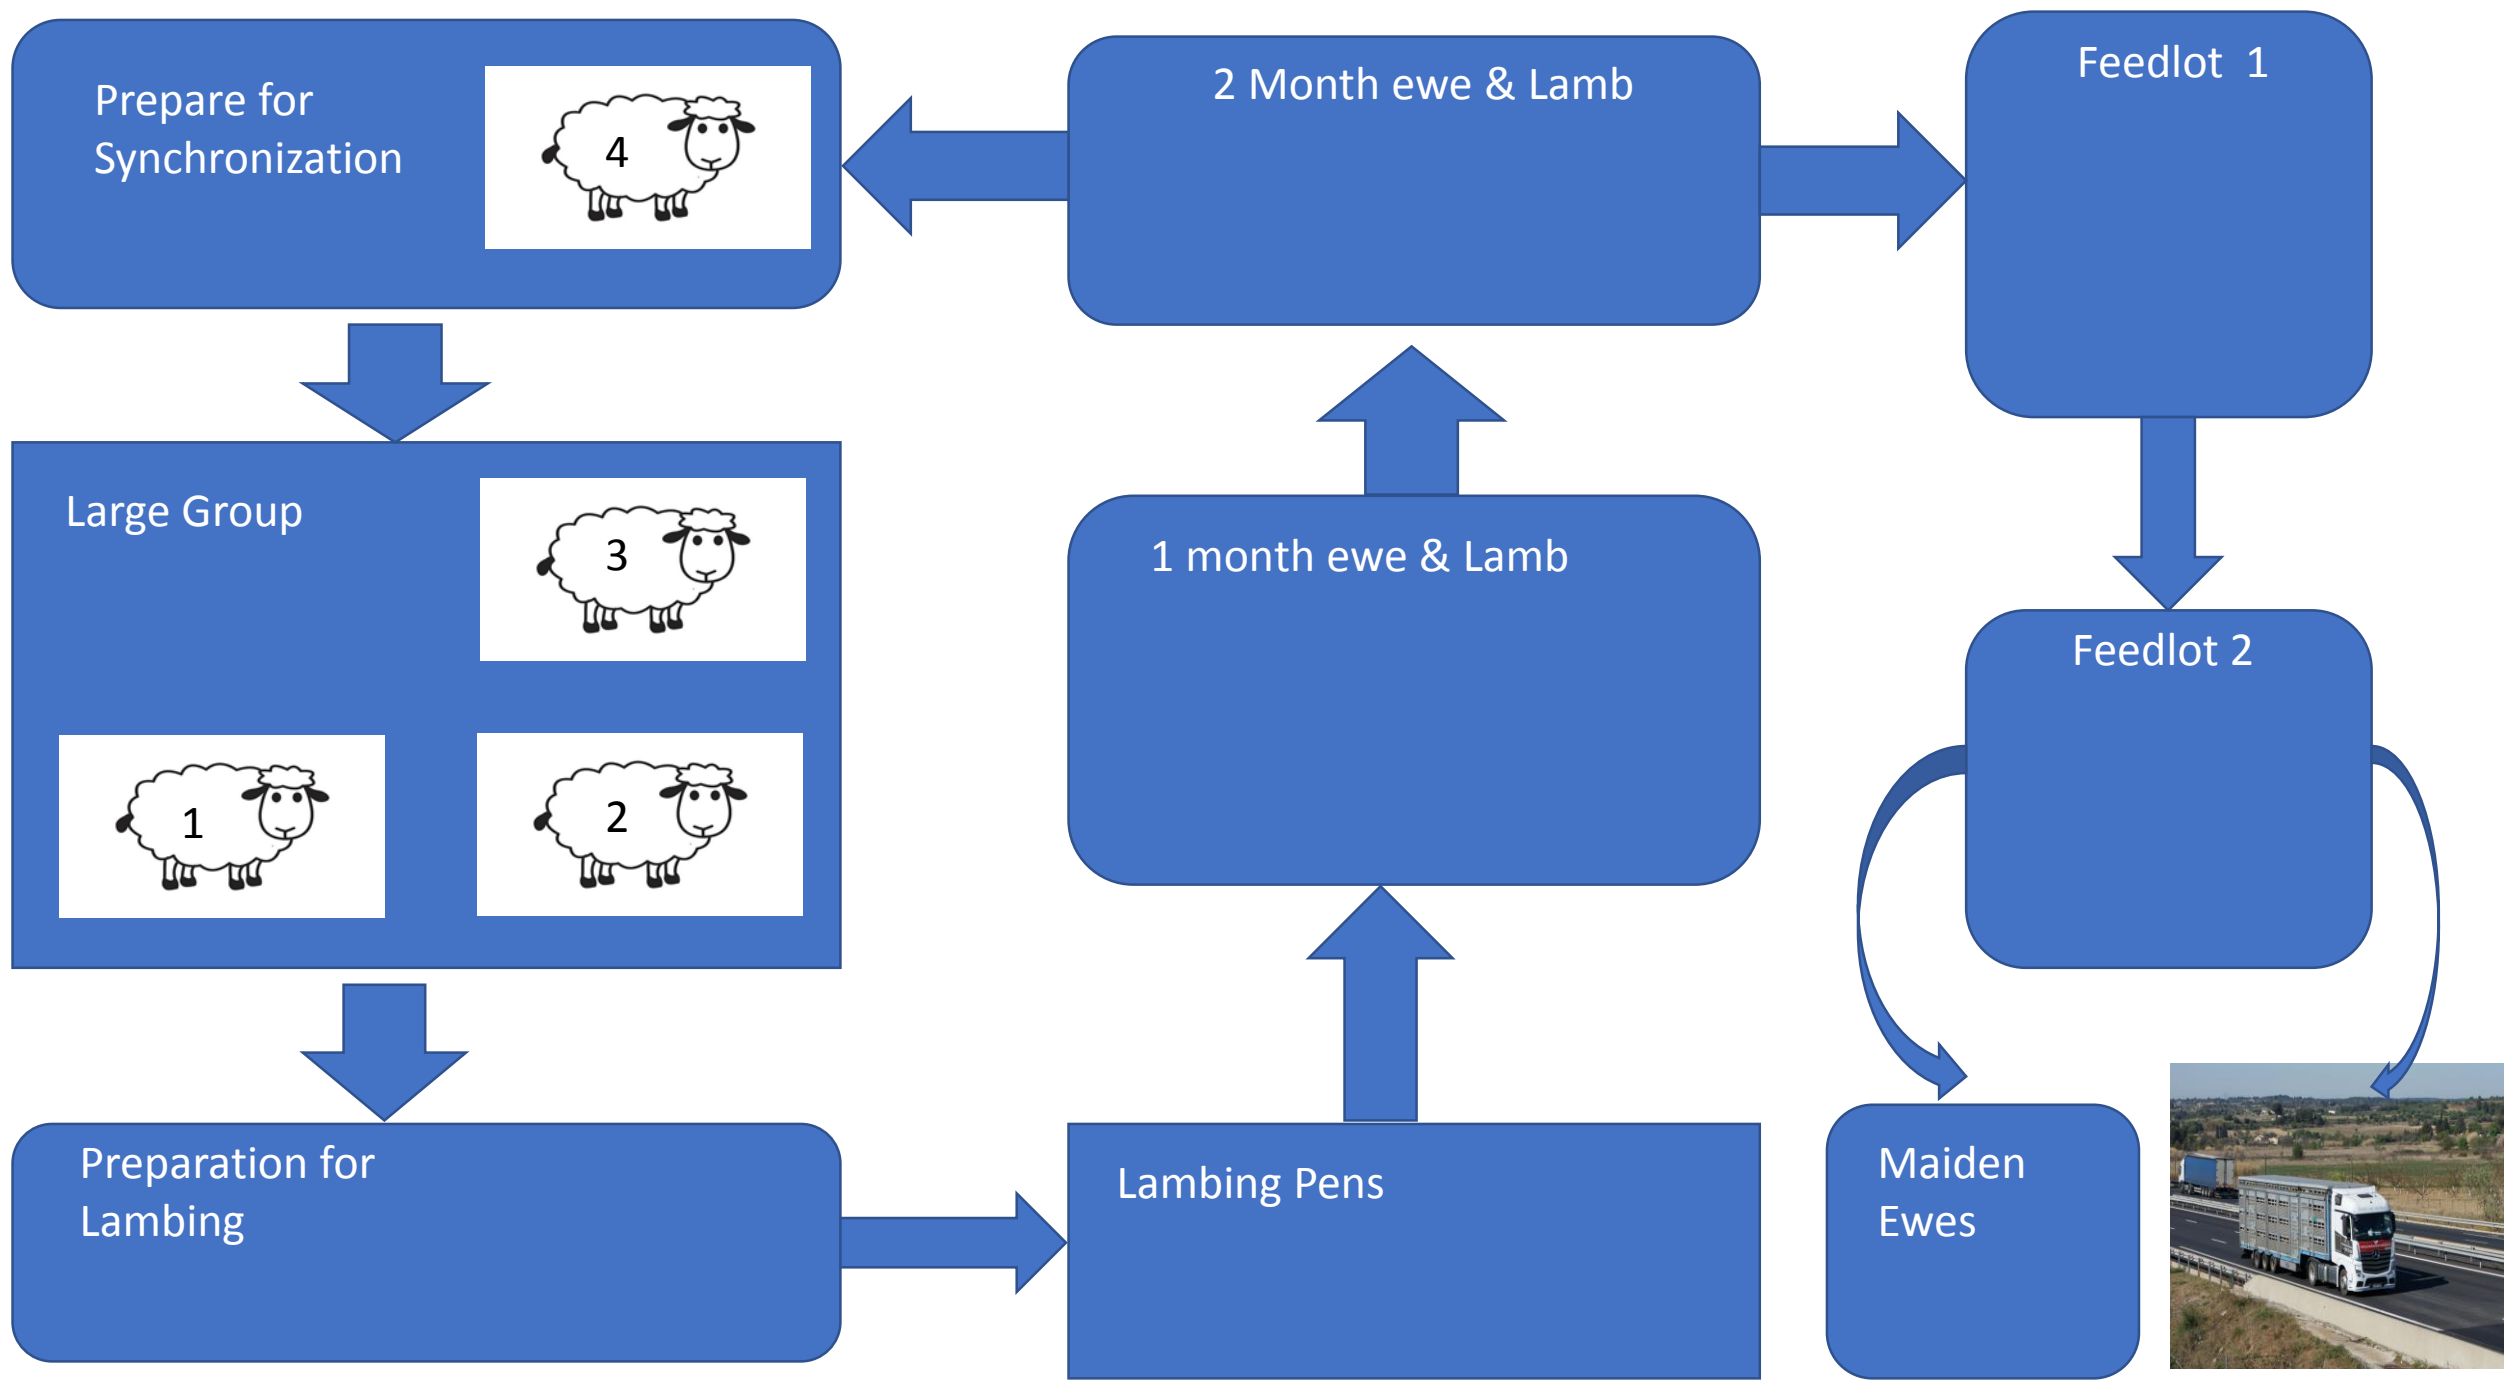 Prepare for
Synchronization
4
2 Month ewe & Lamb
Feedlot  1
Large Group
3
1
2
1 month ewe & Lamb
Feedlot 2
Preparation for
Lambing
Lambing Pens
Maiden
Ewes